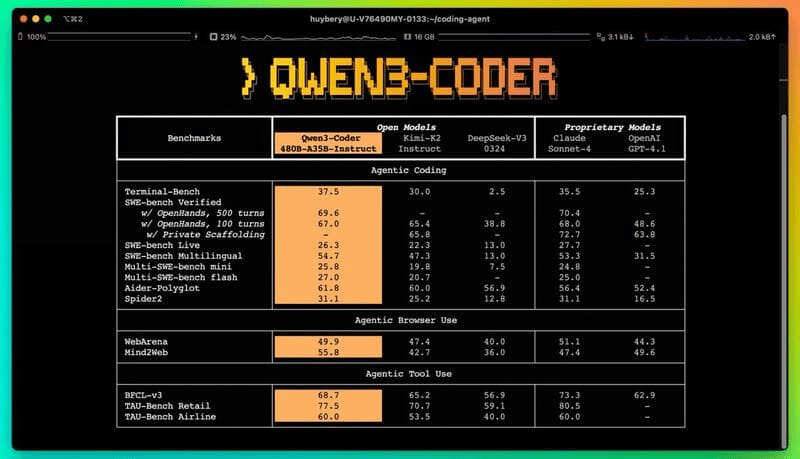 ⌥⌘2
huybery@U-V76490MY-0133:~/coding-agent
100% 23% 16 GB 3.1 kB↓ 2.0 kB↑
> QWEN3-CODER
Open Models Proprietary Models
Benchmarks Qwen3-Coder Kimi-K2 DeepSeek-V3 Claude OpenAI
480B-A35B-Instruct Instruct 0324 Sonnet-4 GPT-4.1
Agentic Coding
Terminal-Bench 37.5 30.0 2.5 35.5 25.3
SWE-bench Verified
w/ OpenHands, 500 turns 69.6 – – 70.4 –
w/ OpenHands, 100 turns 67.0 65.4 38.8 68.0 48.6
w/ Private Scaffolding – 65.8 – 72.7 63.8
SWE-bench Live 26.3 22.3 13.0 27.7 –
SWE-bench Multilingual 54.7 47.3 13.0 53.3 31.5
Multi-SWE-bench mini 25.8 19.8 7.5 24.8 –
Multi-SWE-bench flash 27.0 20.7 – 25.0 –
Aider-Polyglot 61.8 60.0 56.9 56.4 52.4
Spider2 31.1 25.2 12.8 31.1 16.5
Agentic Browser Use
WebArena 49.9 47.4 40.0 51.1 44.3
Mind2Web 55.8 42.7 36.0 47.4 49.6
Agentic Tool Use
BFCL-v3 68.7 65.2 56.9 73.3 62.9
TAU-Bench Retail 77.5 70.7 59.1 80.5 –
TAU-Bench Airline 60.0 53.5 40.0 60.0 –